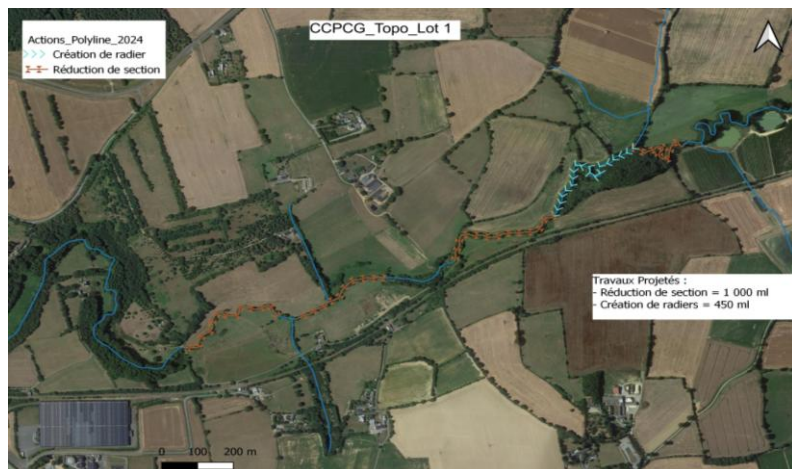 CCPCG_Topo_Lot 1
Actions_Polyline_2024
Création de radier
Réduction de section
Travaux Projetés :
- Réduction de section = 1 000 ml
- Création de radiers = 450 ml
0 100 200 m